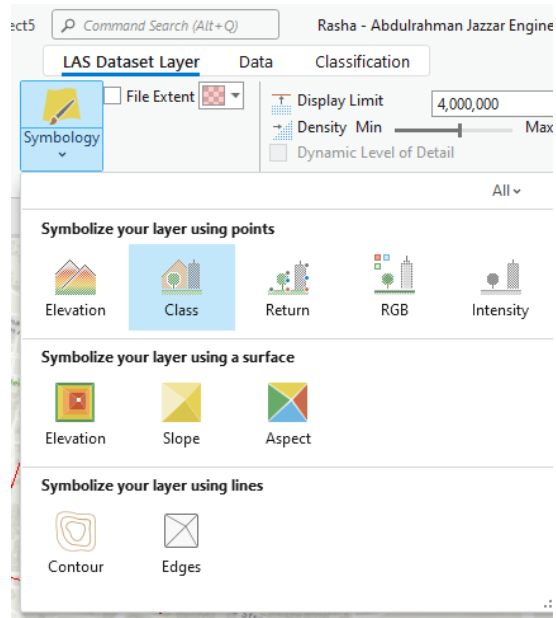 ect5 Command Search (Alt+Q) Rasha - Abdulrahman Jazzar Engine
LAS Dataset Layer Data Classification
Symbology
File Extent
Display Limit 4,000,000
Density Min Max
Dynamic Level of Detail
All
Symbolize your layer using points
Elevation Class Return RGB Intensity
Symbolize your layer using a surface
Elevation Slope Aspect
Symbolize your layer using lines
Contour Edges